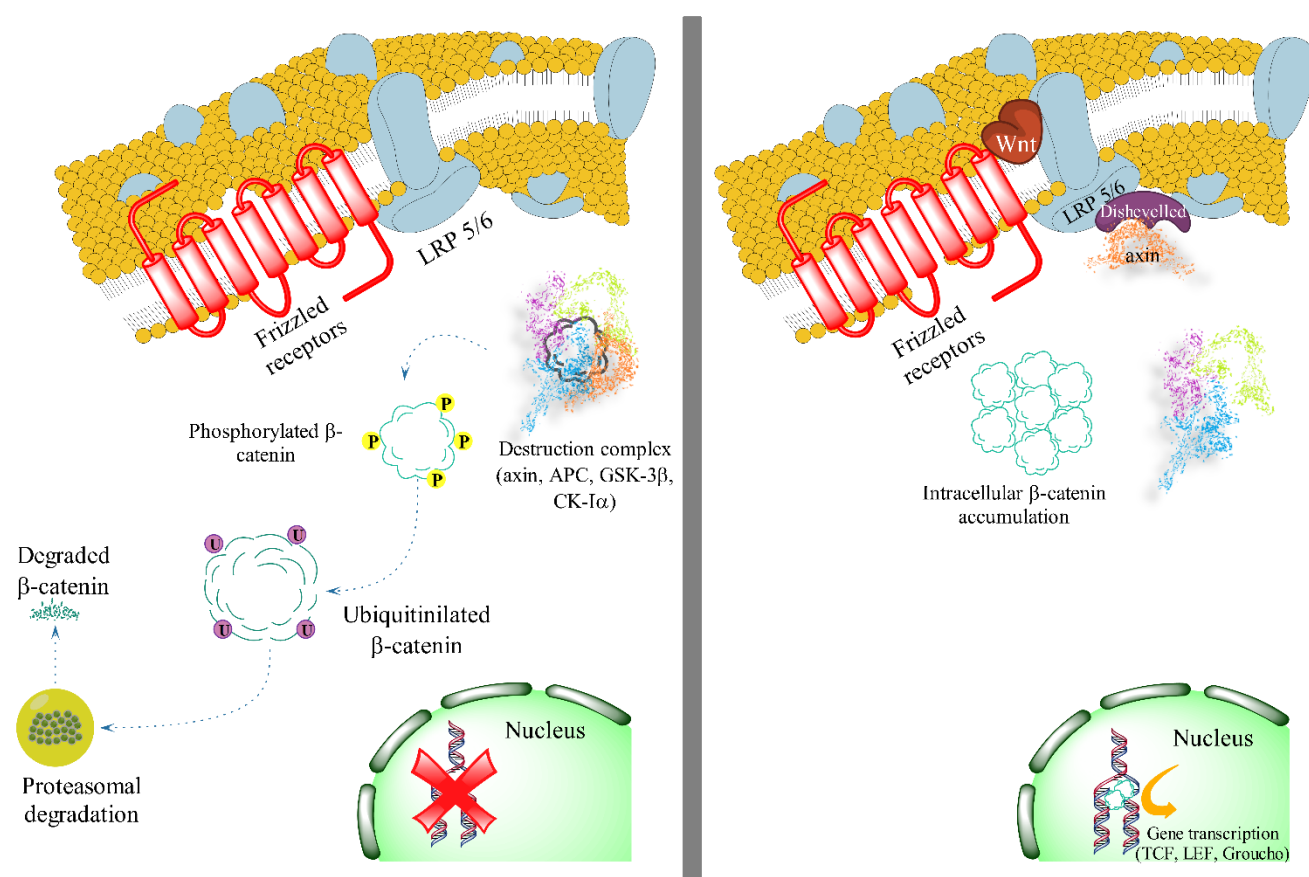 LRP 5/6
Frizzled
receptors
P
P
P
P
Phosphorylated β-
catenin
Destruction complex
(axin, APC, GSK-3β,
CK-Iα)
U
U
U
U
Degraded
β-catenin
Ubiquitinilated
β-catenin
Proteasomal
degradation
Nucleus
Wnt
LRP 5/6
Dishevelled
axin
Frizzled
receptors
Intracellular β-catenin
accumulation
Nucleus
Gene transcription
(TCF, LEF, Groucho)